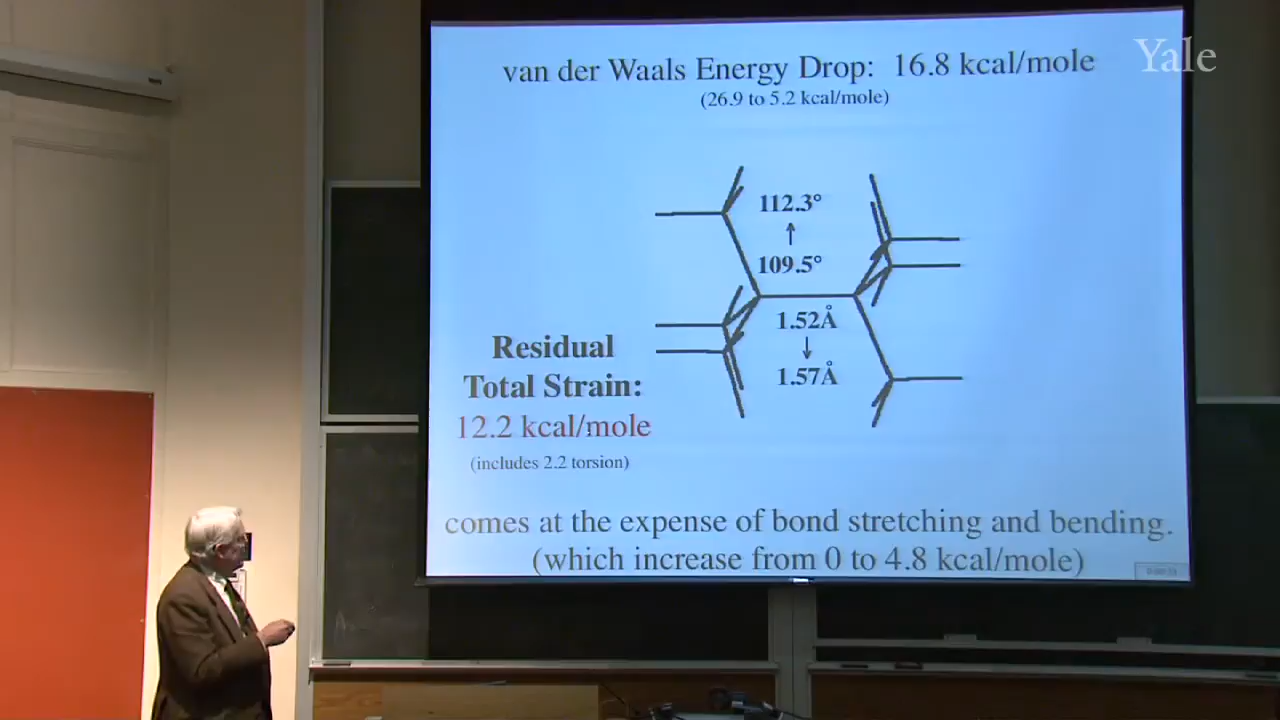 van der Waals Energy Drop: 16.8 kcal/mole
Yale
(26.9 to 5.2 kcal/mole)
112.3°
↑
109.5°
1.52Å
↓
1.57Å
Residual
Total Strain:
12.2 kcal/mole
(includes 2.2 torsion)
comes at the expense of bond stretching and bending.
(which increase from 0 to 4.8 kcal/mole)